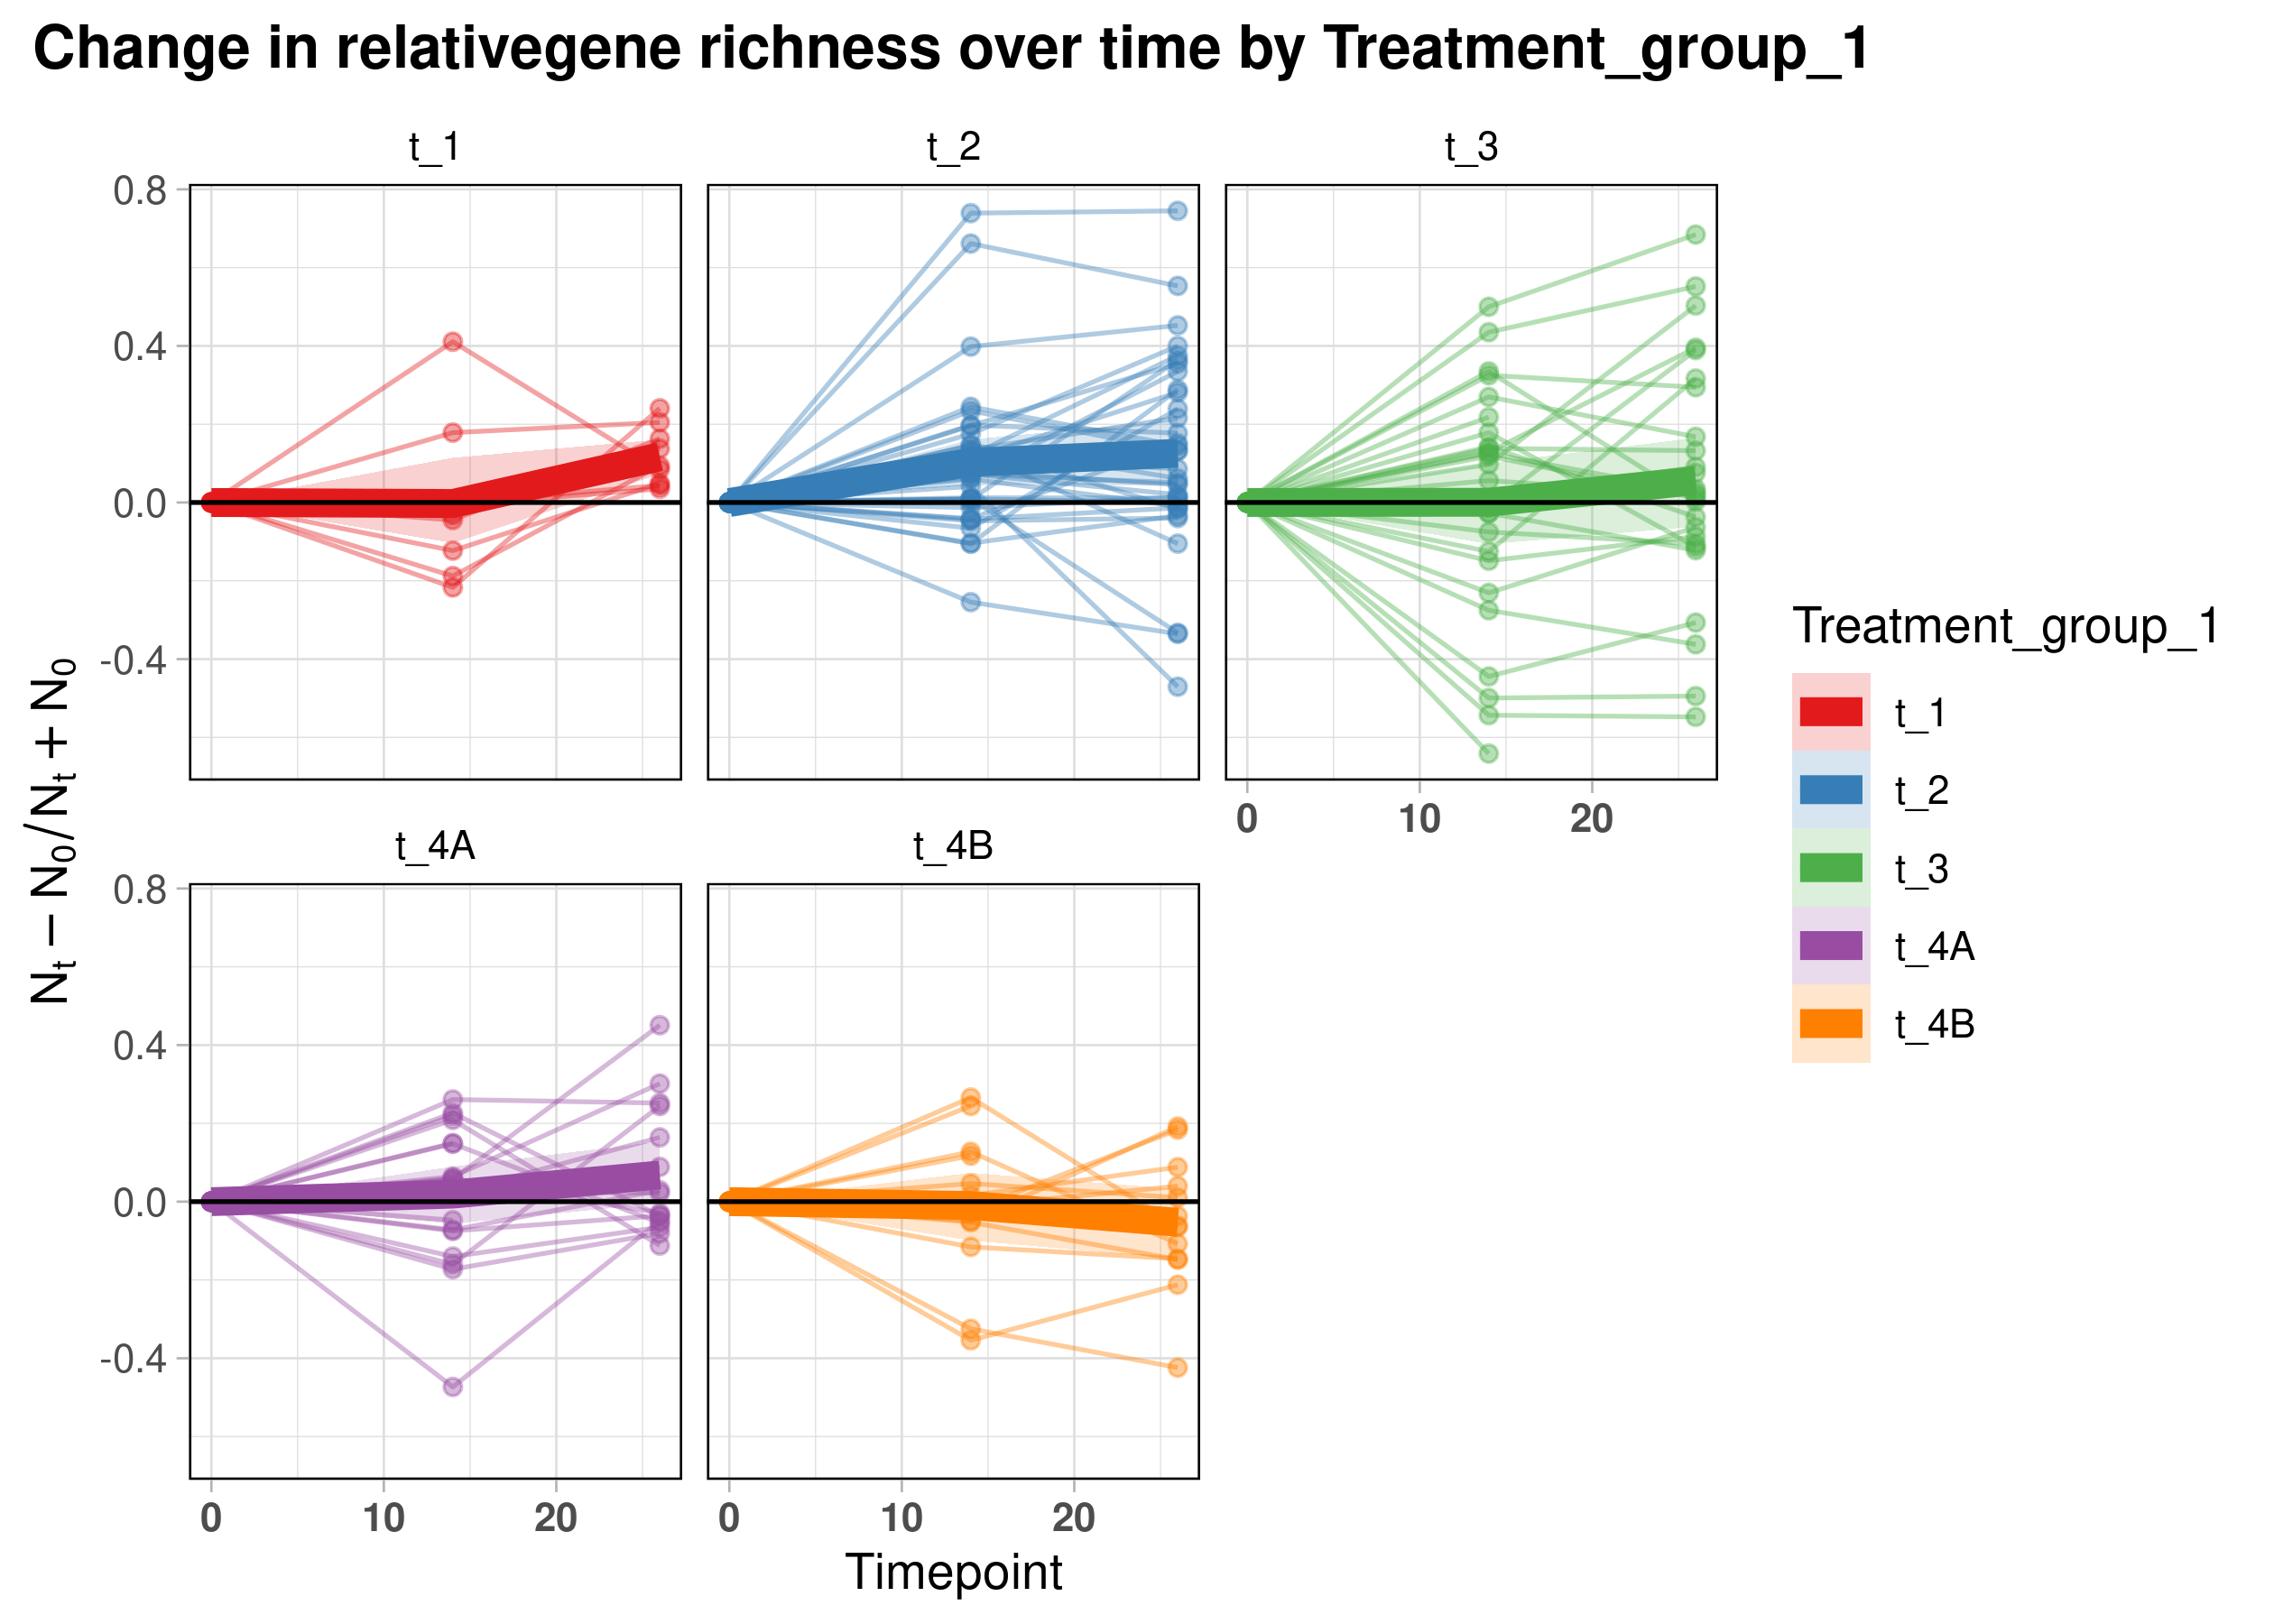 Change in relativegene richness over time by Treatment_group_1
t_1 t_2 t_3
0.8
0.4
0.0
-0.4
0 10 20
t_4A t_4B
0.8
0.4
0.0
-0.4
0 10 20 0 10 20
Timepoint
Nₜ − N₀/Nₜ + N₀
Treatment_group_1
t_1
t_2
t_3
t_4A
t_4B